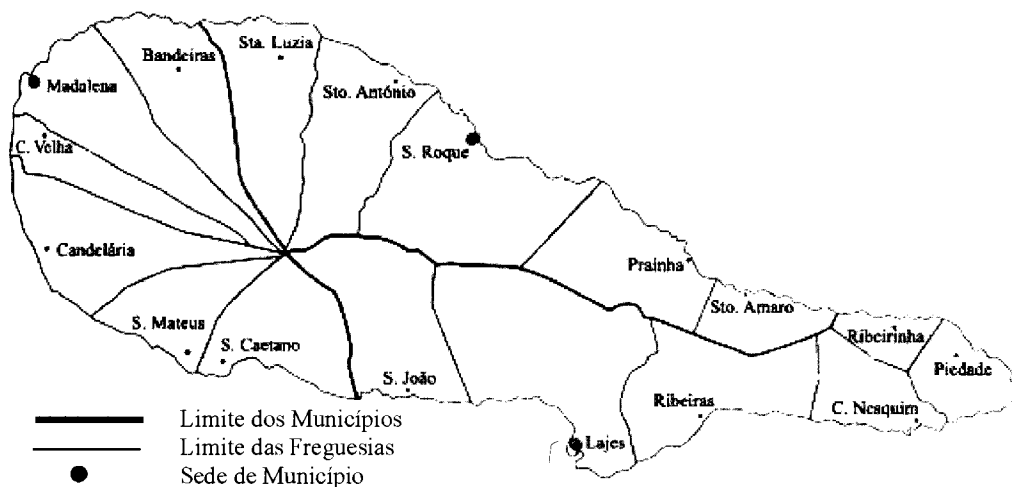 Sta. Luzia
Bandeiras
Madalena
Sto. António
C. Velha
S. Roque
Candelária
Prainha
Sto. Amaro
S. Mateus
Ribeirinha
S. Caetano
Piedade
S. João
Ribeiras
C. Nesquim
Lajes
Limite dos Municípios
Limite das Freguesias
Sede de Município